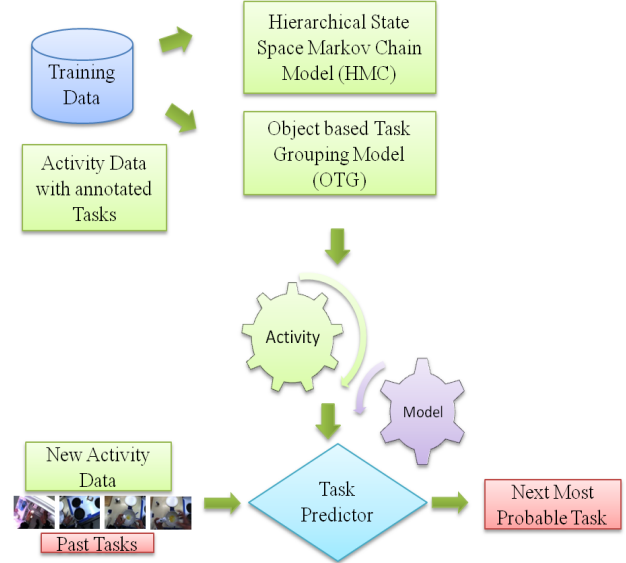 Training
Data
Hierarchical State
Space Markov Chain
Model (HMC)
Object based Task
Grouping Model
(OTG)
Activity Data
with annotated
Tasks
Activity
Model
New Activity
Data
Past Tasks
Task
Predictor
Next Most
Probable Task